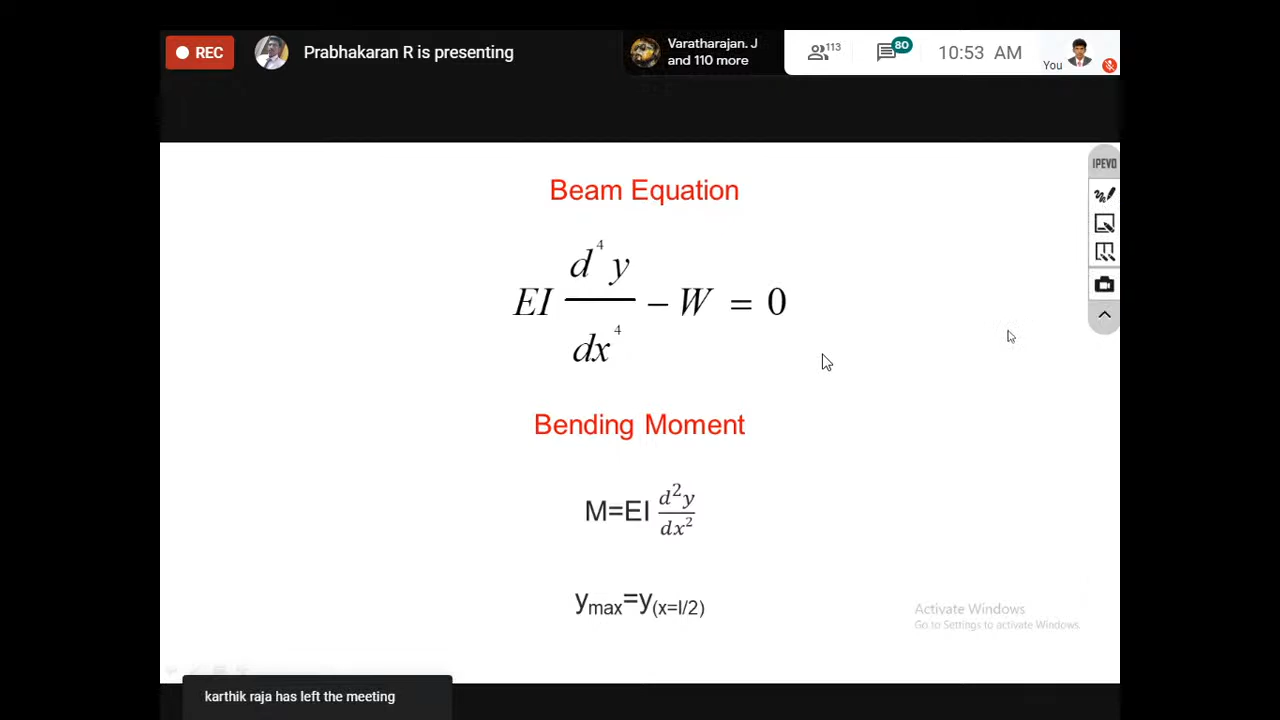 REC
Prabhakaran R is presenting
Varatharajan. J
and 110 more
113
80
10:53 AM
You
IPEVO
Beam Equation
EI d⁴y/dx⁴ − W = 0
Bending Moment
M=EI d²y/dx²
yₘₐₓ=y₍ₓ₌ₗ/₂₎
Activate Windows
Go to Settings to activate Windows.
karthik raja has left the meeting